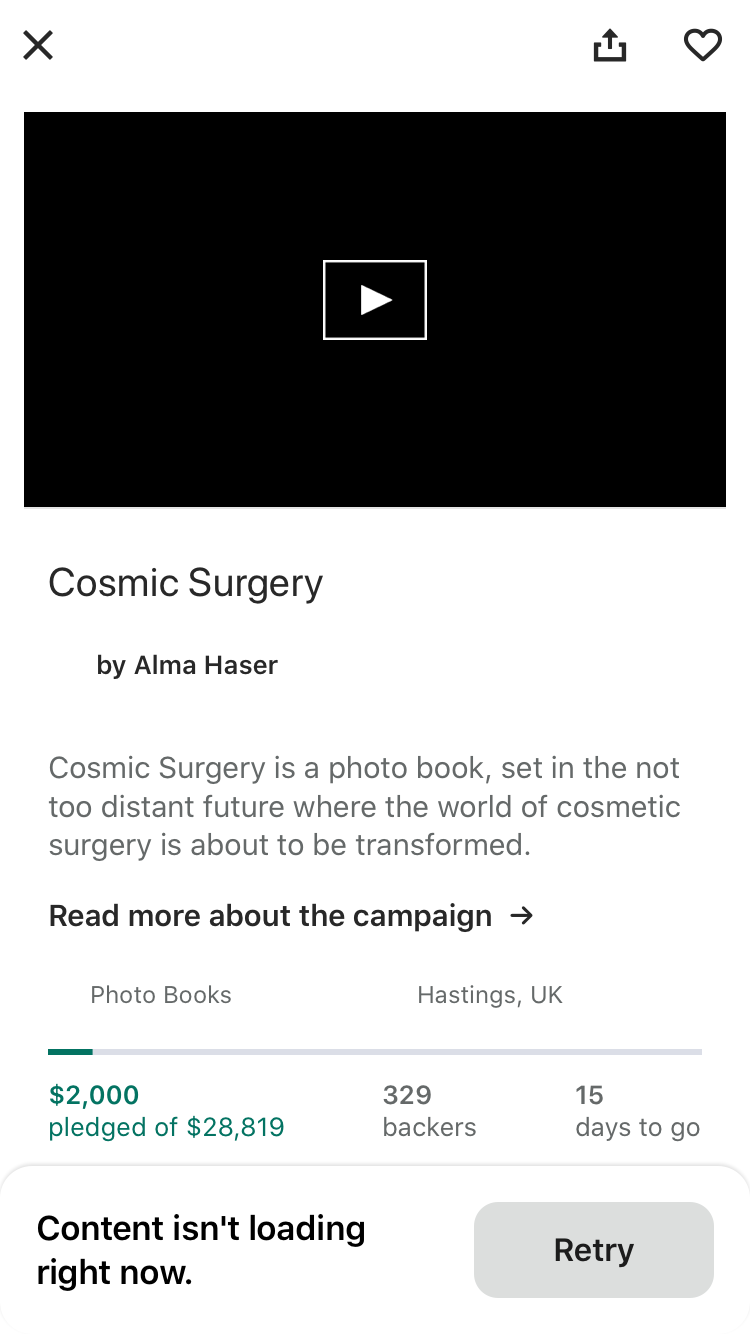 Cosmic Surgery
by Alma Haser
Cosmic Surgery is a photo book, set in the not
too distant future where the world of cosmetic
surgery is about to be transformed.
Read more about the campaign →
Photo Books
Hastings, UK
$2,000
pledged of $28,819
329
backers
15
days to go
Content isn't loading
right now.
Retry